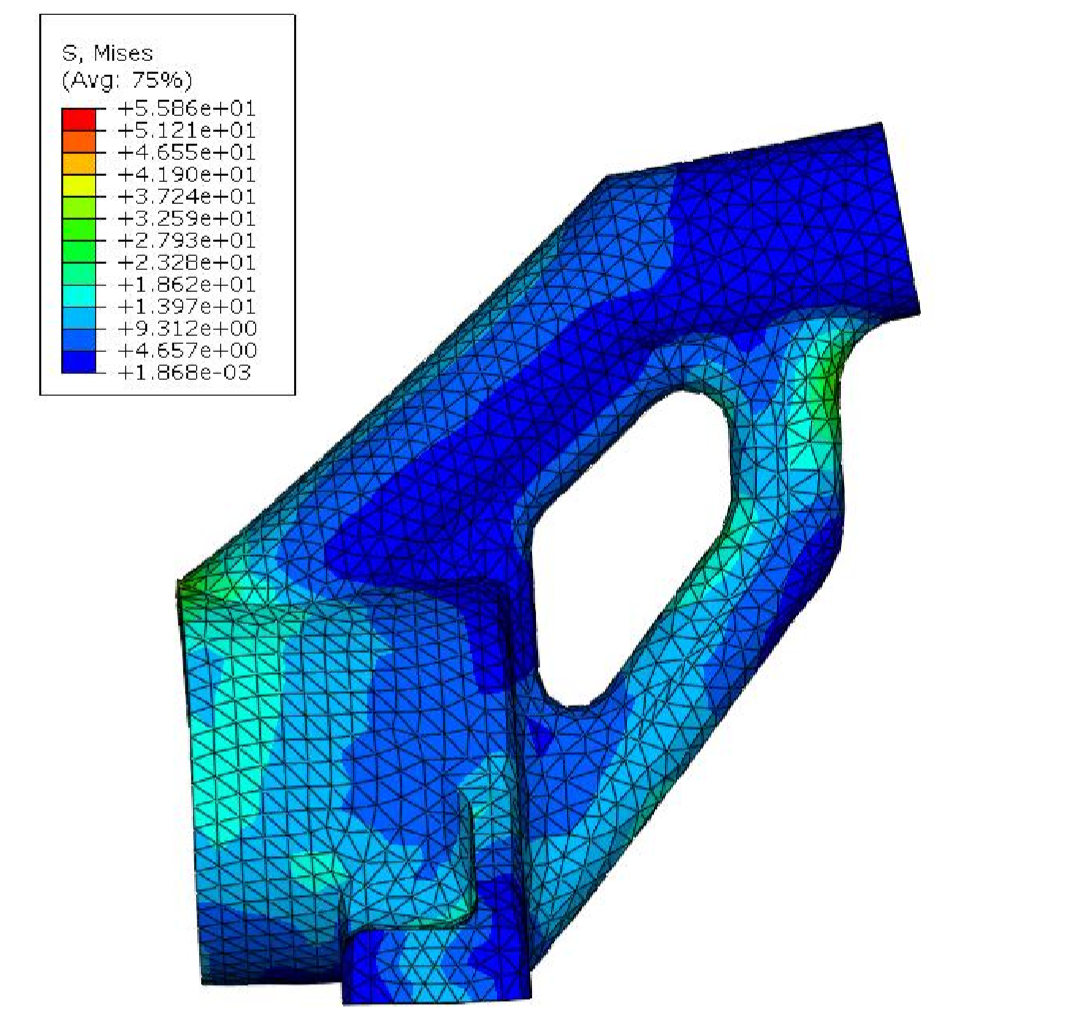 S, Mises
(Avg: 75%)
+5.586e+01
+5.121e+01
+4.655e+01
+4.190e+01
+3.724e+01
+3.259e+01
+2.793e+01
+2.328e+01
+1.862e+01
+1.397e+01
+9.312e+00
+4.657e+00
+1.868e-03